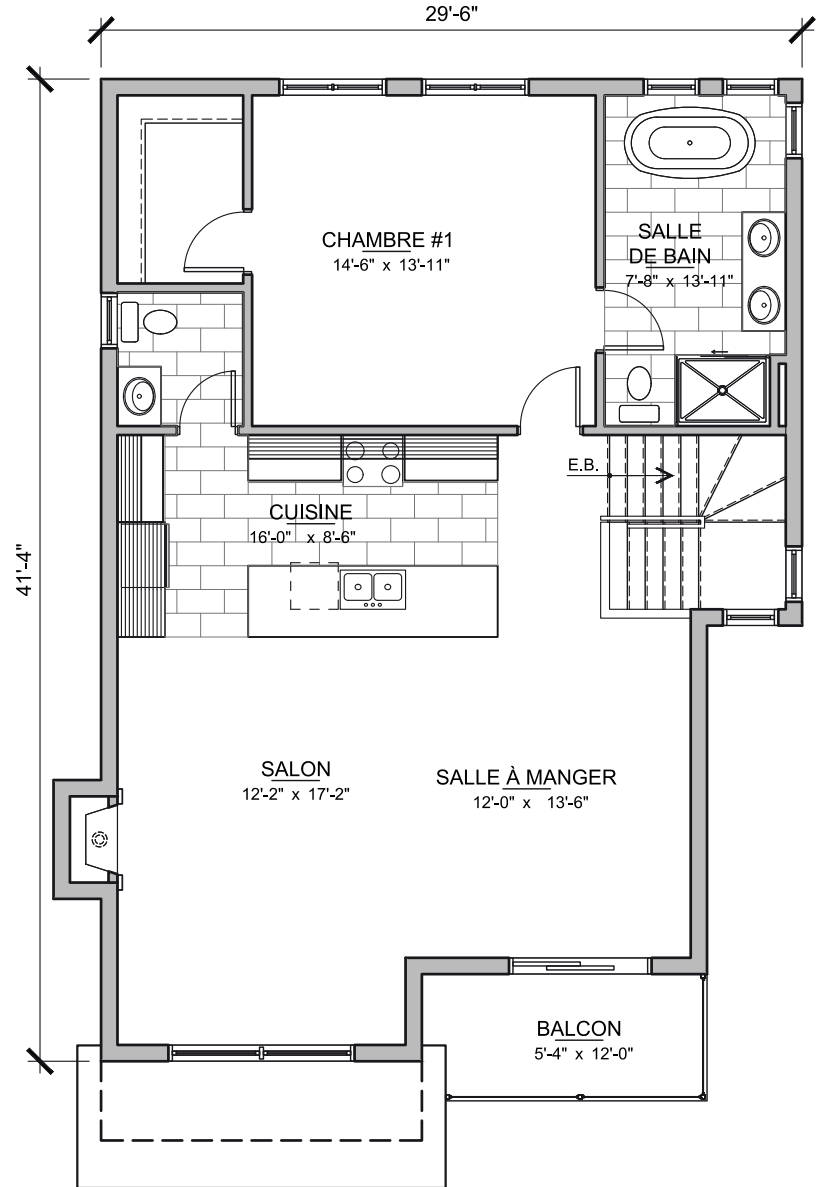 29'-6"
CHAMBRE #1
14'-6" x 13'-11"
SALLE
DE BAIN
7'-8" x 13'-11"
E.B.
CUISINE
16'-0" x 8'-6"
41'-4"
SALON
12'-2" x 17'-2"
SALLE À MANGER
12'-0" x 13'-6"
BALCON
5'-4" x 12'-0"